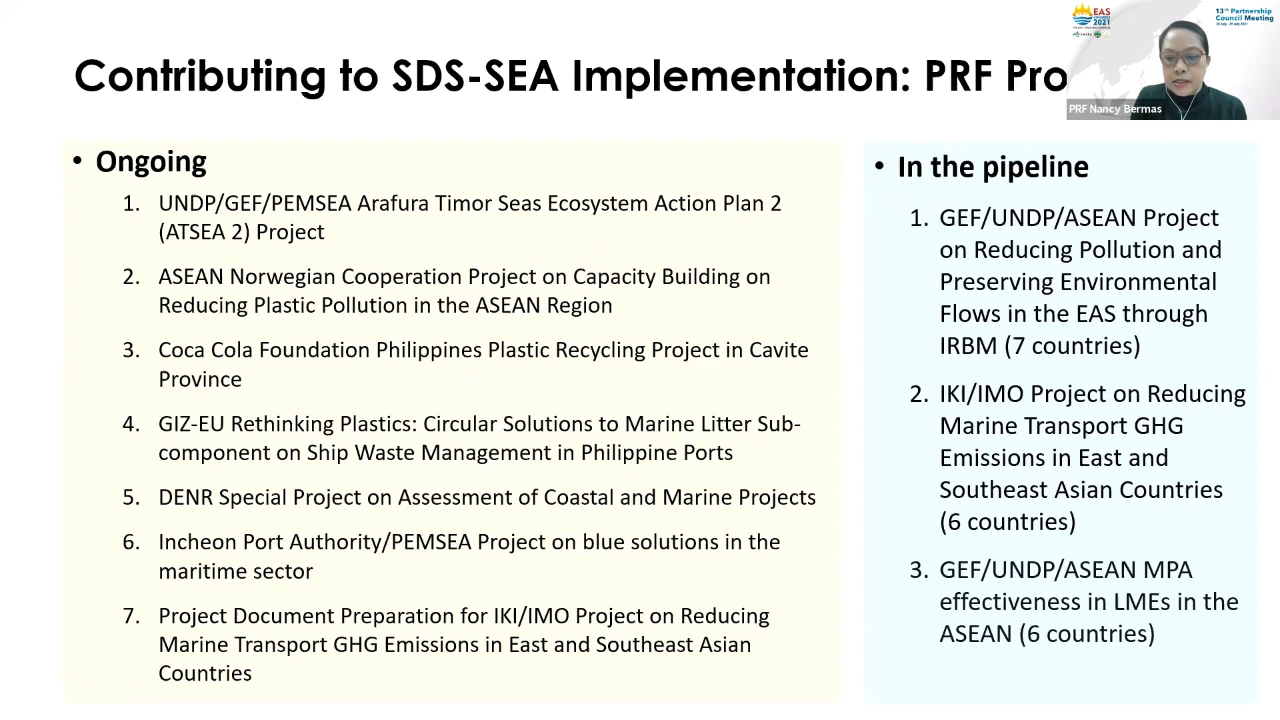 EAS
CONGRESS
2021
13th Partnership
Council Meeting
Contributing to SDS-SEA Implementation: PRF Pro
PRF Nancy Bermas
• Ongoing
1. UNDP/GEF/PEMSEA Arafura Timor Seas Ecosystem Action Plan 2
(ATSEA 2) Project
2. ASEAN Norwegian Cooperation Project on Capacity Building on
Reducing Plastic Pollution in the ASEAN Region
3. Coca Cola Foundation Philippines Plastic Recycling Project in Cavite
Province
4. GIZ-EU Rethinking Plastics: Circular Solutions to Marine Litter Sub-
component on Ship Waste Management in Philippine Ports
5. DENR Special Project on Assessment of Coastal and Marine Projects
6. Incheon Port Authority/PEMSEA Project on blue solutions in the
maritime sector
7. Project Document Preparation for IKI/IMO Project on Reducing
Marine Transport GHG Emissions in East and Southeast Asian
Countries
• In the pipeline
1. GEF/UNDP/ASEAN Project
on Reducing Pollution and
Preserving Environmental
Flows in the EAS through
IRBM (7 countries)
2. IKI/IMO Project on Reducing
Marine Transport GHG
Emissions in East and
Southeast Asian Countries
(6 countries)
3. GEF/UNDP/ASEAN MPA
effectiveness in LMEs in the
ASEAN (6 countries)